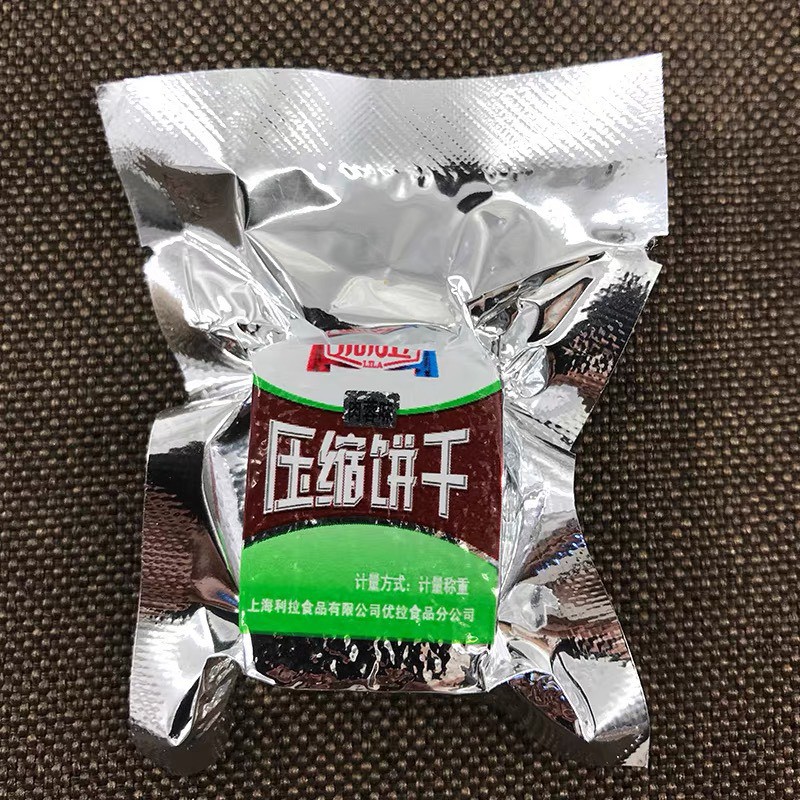 LILA
压缩饼干
计量方式：计量称重
上海利拉食品有限公司优拉食品分公司